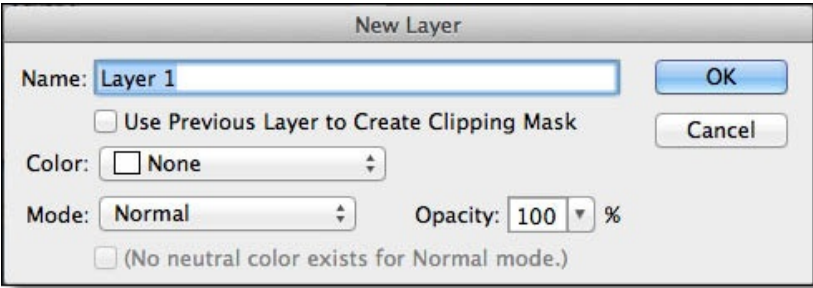 New Layer
Name: Layer 1 OK
Use Previous Layer to Create Clipping Mask Cancel
Color: None
Mode: Normal Opacity: 100 %
(No neutral color exists for Normal mode.)